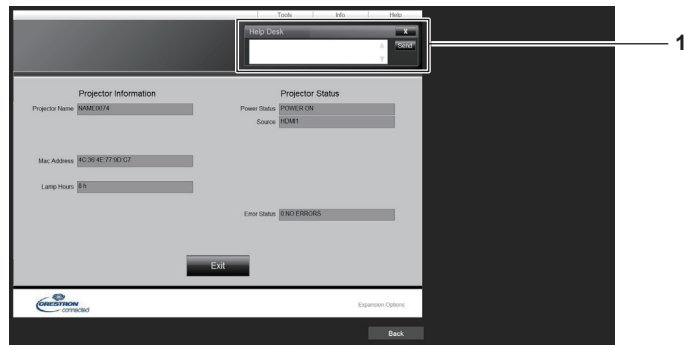 Tools Info Help
Help Desk X
Send
1
Projector Information Projector Status
Projector Name NAME0074 Power Status POWER ON
Source HDMI1
Mac Address 4C:36:4E:77:9D:C7
Lamp Hours 8 h
Error Status 0:NO ERRORS
Exit
CRESTRON
connected
Expansion Options
Back